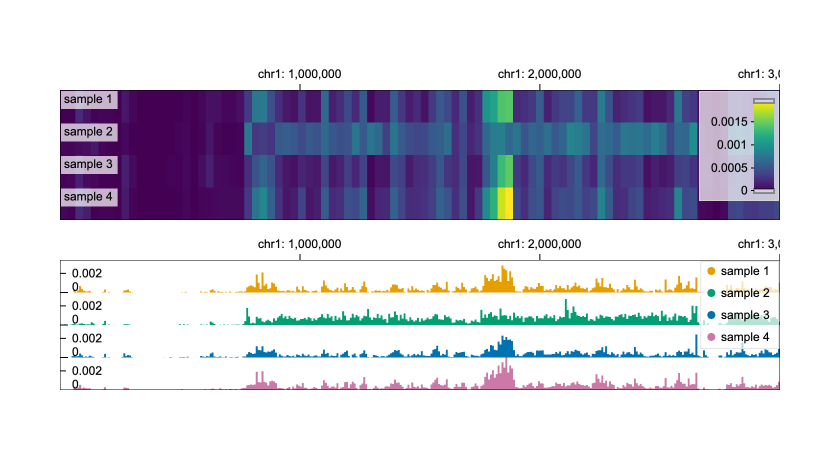 chr1: 1,000,000 chr1: 2,000,000 chr1: 3,0
sample 1
sample 2
sample 3
sample 4
0.0015
0.001
0.0005
0
chr1: 1,000,000 chr1: 2,000,000 chr1: 3,0
0.002
0
0.002
0
0.002
0
0.002
0
sample 1
sample 2
sample 3
sample 4